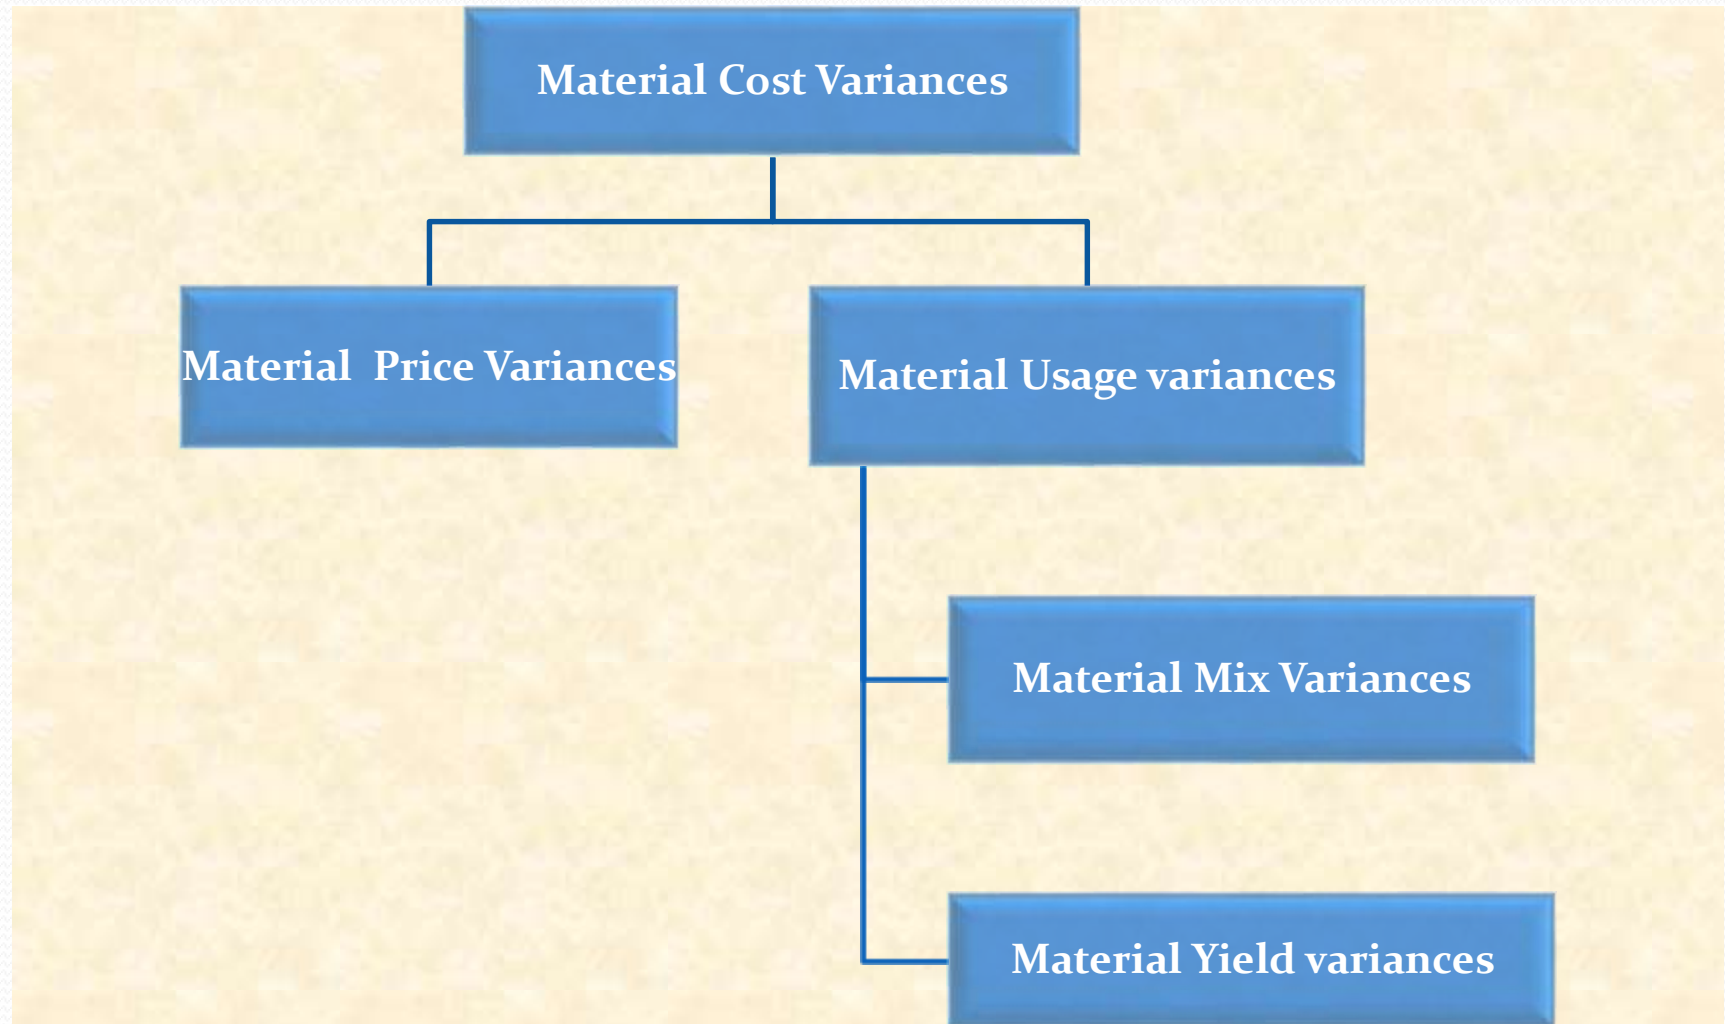 Material Cost Variances
Material  Price Variances
Material Usage variances
Material Mix Variances
Material Yield variances